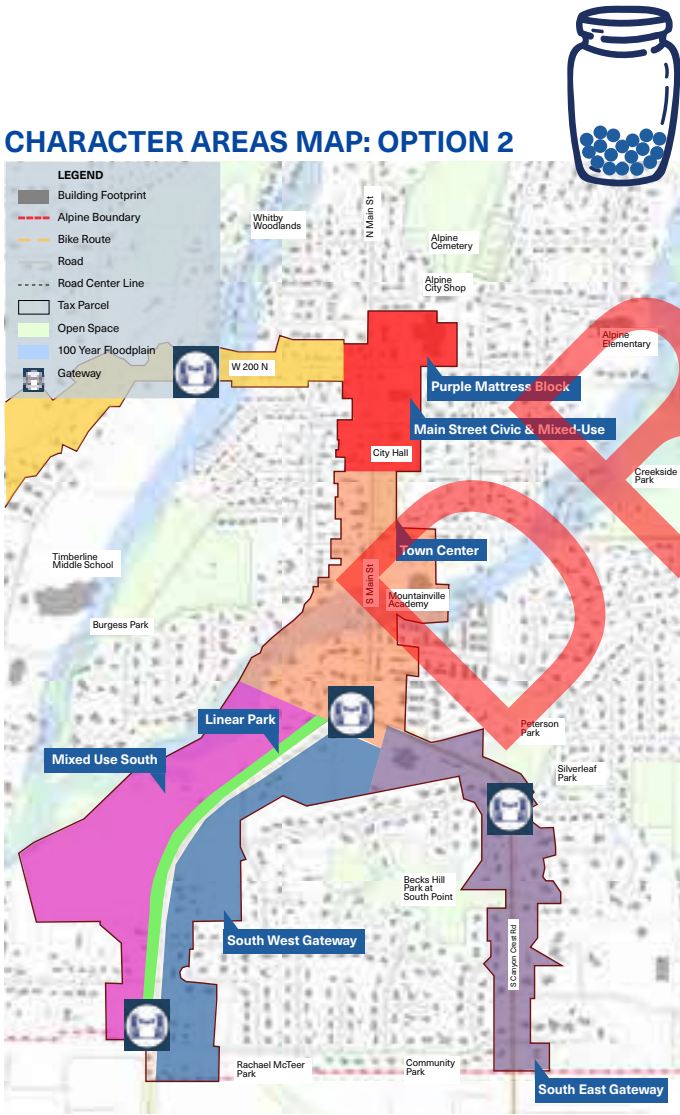 CHARACTER AREAS MAP: OPTION 2
LEGEND
Building Footprint
Alpine Boundary
Bike Route
Road
Road Center Line
Tax Parcel
Open Space
100 Year Floodplain
Gateway
Whitby
Woodlands
N Main St
Alpine
Cemetery
Alpine
City Shop
Alpine
Elementary
W 200 N
Purple Mattress Block
Main Street Civic & Mixed-Use
City Hall
Creekside
Park
Town Center
Timberline
Middle School
S Main St
Mountainville
Academy
Burgess Park
Linear Park
Peterson
Park
Mixed Use South
Silverleaf
Park
Becks Hill
Park at
South Point
South West Gateway
S Canyon Crest Rd
Rachael McTeer
Park
Community
Park
South East Gateway
DR